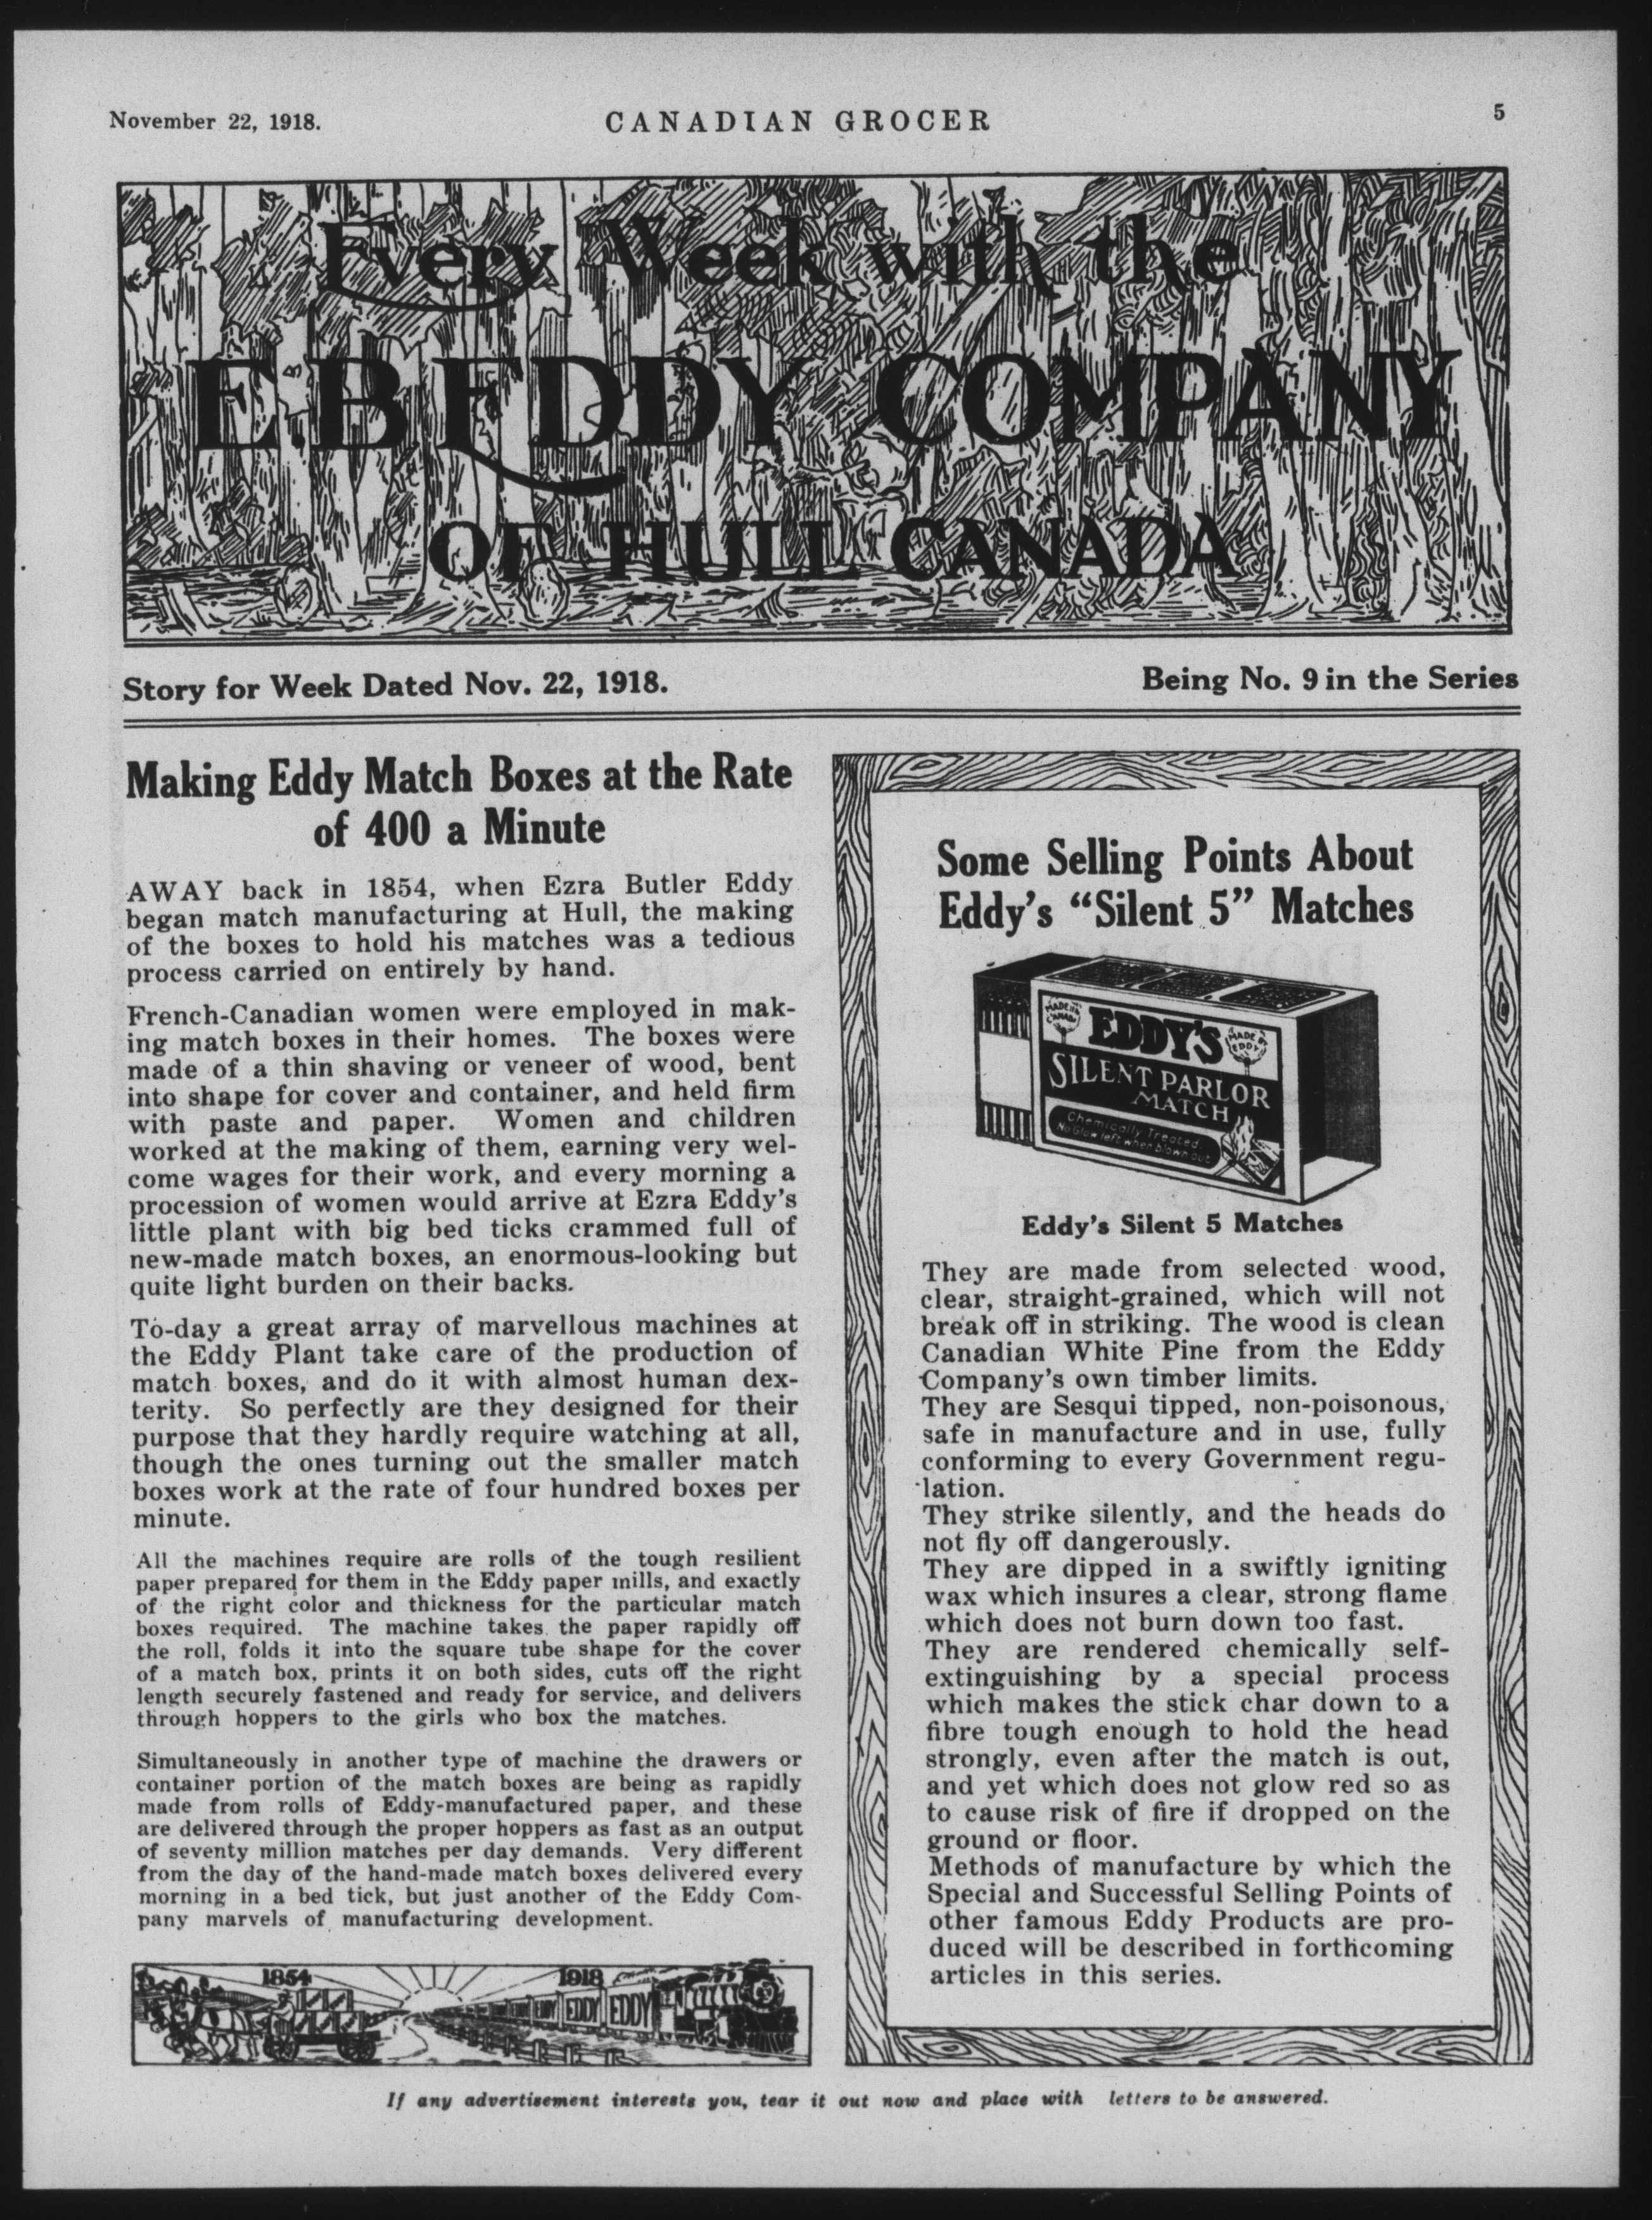 November 22, 1918.
CANADIAN GROCER
5
Every Week with the
E.B.EDDY COMPANY
OF HULL CANADA
Story for Week Dated Nov. 22, 1918.
Being No. 9 in the Series
Making Eddy Match Boxes at the Rate
of 400 a Minute
AWAY back in 1854, when Ezra Butler Eddy
began match manufacturing at Hull, the making
of the boxes to hold his matches was a tedious
process carried on entirely by hand.
French-Canadian women were employed in mak-
ing match boxes in their homes. The boxes were
made of a thin shaving or veneer of wood, bent
into shape for cover and container, and held firm
with paste and paper. Women and children
worked at the making of them, earning very wel-
come wages for their work, and every morning a
procession of women would arrive at Ezra Eddy's
little plant with big bed ticks crammed full of
new-made match boxes, an enormous-looking but
quite light burden on their backs.
To-day a great array of marvellous machines at
the Eddy Plant take care of the production of
match boxes, and do it with almost human dex-
terity. So perfectly are they designed for their
purpose that they hardly require watching at all,
though the ones turning out the smaller match
boxes work at the rate of four hundred boxes per
minute.
All the machines require are rolls of the tough resilient
paper prepared for them in the Eddy paper mills, and exactly
of the right color and thickness for the particular match
boxes required. The machine takes the paper rapidly off
the roll, folds it into the square tube shape for the cover
of a match box, prints it on both sides, cuts off the right
length securely fastened and ready for service, and delivers
through hoppers to the girls who box the matches.
Simultaneously in another type of machine the drawers or
container portion of the match boxes are being as rapidly
made from rolls of Eddy-manufactured paper, and these
are delivered through the proper hoppers as fast as an output
of seventy million matches per day demands. Very different
from the day of the hand-made match boxes delivered every
morning in a bed tick, but just another of the Eddy Com-
pany marvels of manufacturing development.
1854
1918
EDDY EDDY EDDY
Some Selling Points About
Eddy's "Silent 5" Matches
MADE IN CANADA
EDDY'S
MADE BY EDDY
SILENT PARLOR
MATCH
Chemically Treated
No Glow left when blown out
Eddy's Silent 5 Matches
They are made from selected wood,
clear, straight-grained, which will not
break off in striking. The wood is clean
Canadian White Pine from the Eddy
Company's own timber limits.
They are Sesqui tipped, non-poisonous,
safe in manufacture and in use, fully
conforming to every Government regu-
lation.
They strike silently, and the heads do
not fly off dangerously.
They are dipped in a swiftly igniting
wax which insures a clear, strong flame
which does not burn down too fast.
They are rendered chemically self-
extinguishing by a special process
which makes the stick char down to a
fibre tough enough to hold the head
strongly, even after the match is out,
and yet which does not glow red so as
to cause risk of fire if dropped on the
ground or floor.
Methods of manufacture by which the
Special and Successful Selling Points of
other famous Eddy Products are pro-
duced will be described in forthcoming
articles in this series.
If any advertisement interests you, tear it out now and place with letters to be answered.